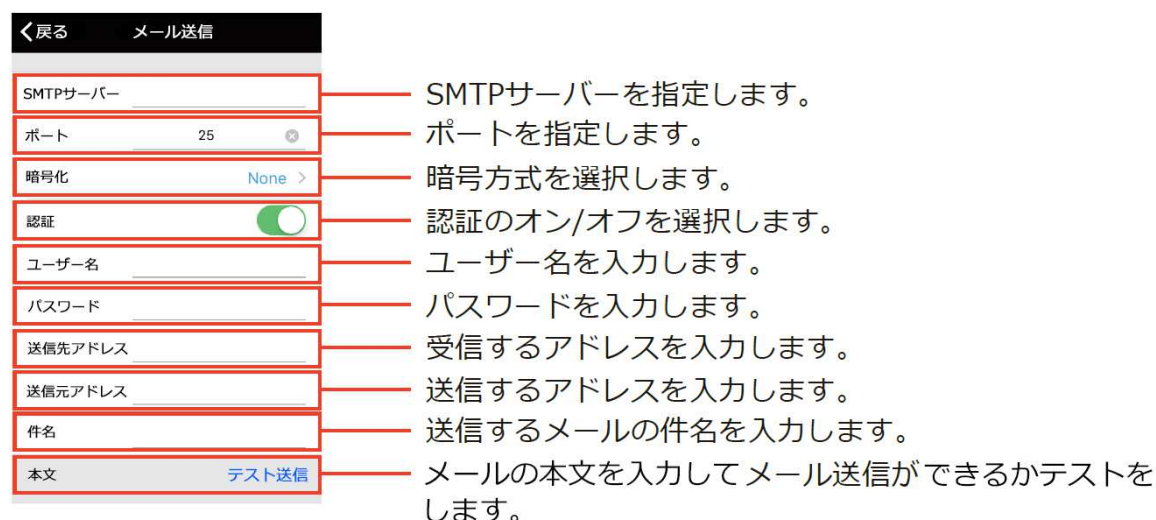 戻る メール送信
SMTPサーバー SMTPサーバーを指定します。
ポート 25 ポートを指定します。
暗号化 None 暗号方式を選択します。
認証 認証のオン/オフを選択します。
ユーザー名 ユーザー名を入力します。
パスワード パスワードを入力します。
送信先アドレス 受信するアドレスを入力します。
送信元アドレス 送信するアドレスを入力します。
件名 送信するメールの件名を入力します。
本文 テスト送信 メールの本文を入力してメール送信ができるかテストを
します。